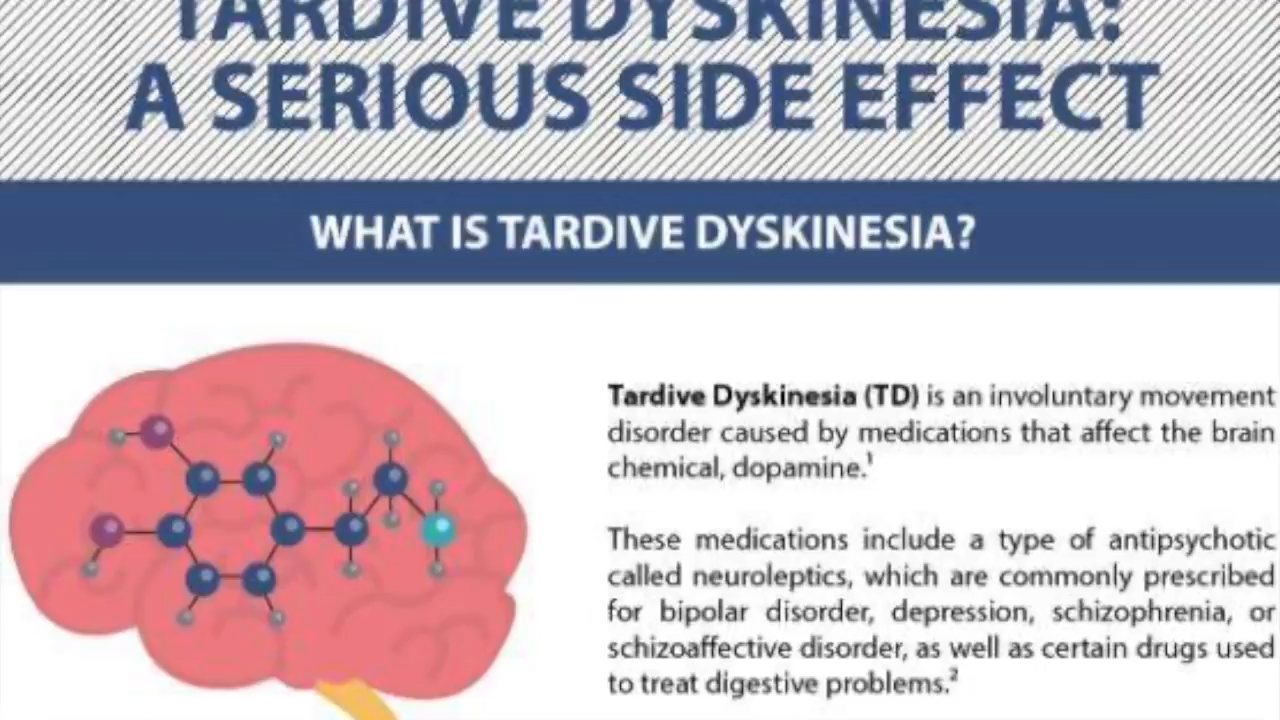 TARDIVE DYSKINESIA:
A SERIOUS SIDE EFFECT
WHAT IS TARDIVE DYSKINESIA?
Tardive Dyskinesia (TD) is an involuntary movement
disorder caused by medications that affect the brain
chemical, dopamine.¹
These medications include a type of antipsychotic
called neuroleptics, which are commonly prescribed
for bipolar disorder, depression, schizophrenia, or
schizoaffective disorder, as well as certain drugs used
to treat digestive problems.²